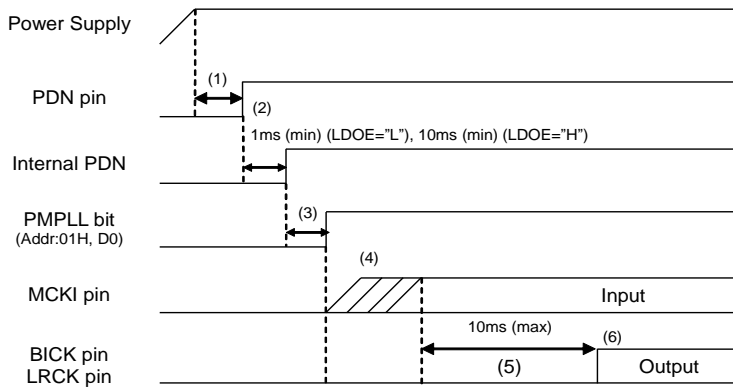 Power Supply
(1)
PDN pin
(2)
1ms (min) (LDOE="L"), 10ms (min) (LDOE="H")
Internal PDN
(3)
PMPLL bit
(Addr:01H, D0)
(4)
MCKI pin
Input
10ms (max)
(6)
BICK pin
LRCK pin
(5)
Output